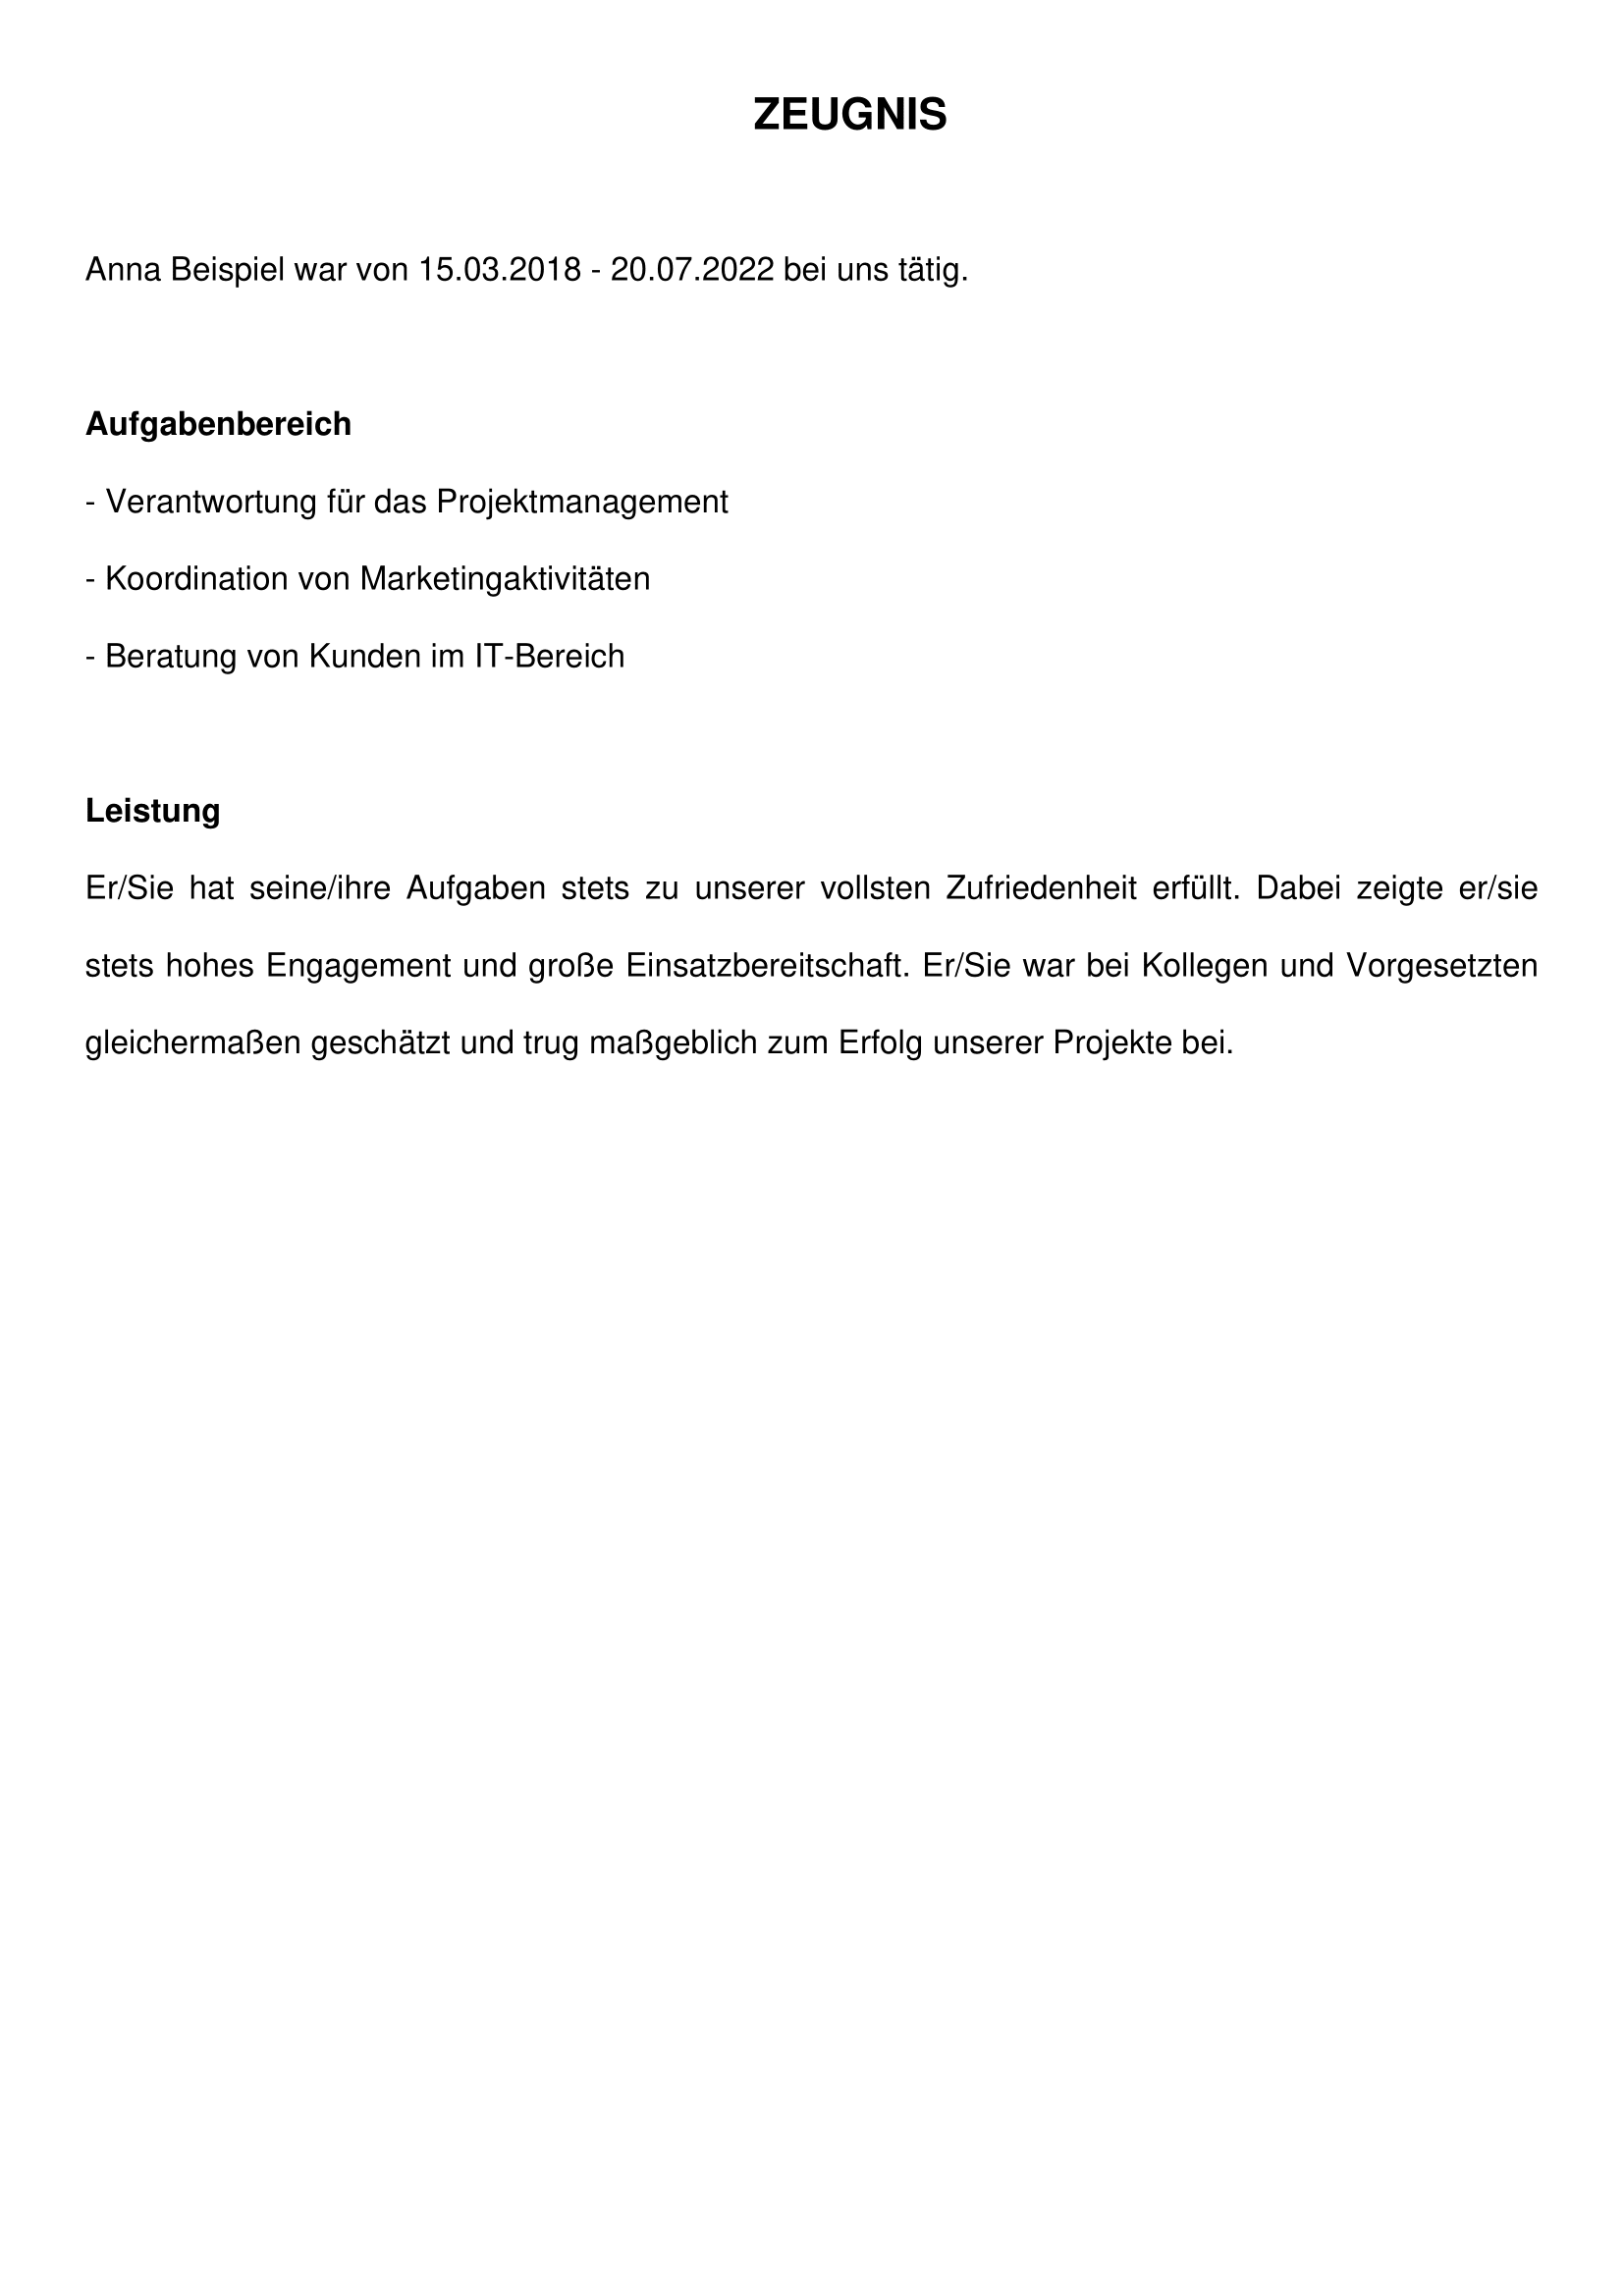 ZEUGNIS
Anna Beispiel war von 15.03.2018 - 20.07.2022 bei uns tätig.
Aufgabenbereich
- Verantwortung für das Projektmanagement
- Koordination von Marketingaktivitäten
- Beratung von Kunden im IT-Bereich
Leistung
Er/Sie hat seine/ihre Aufgaben stets zu unserer vollsten Zufriedenheit erfüllt. Dabei zeigte er/sie
stets hohes Engagement und große Einsatzbereitschaft. Er/Sie war bei Kollegen und Vorgesetzten
gleichermaßen geschätzt und trug maßgeblich zum Erfolg unserer Projekte bei.